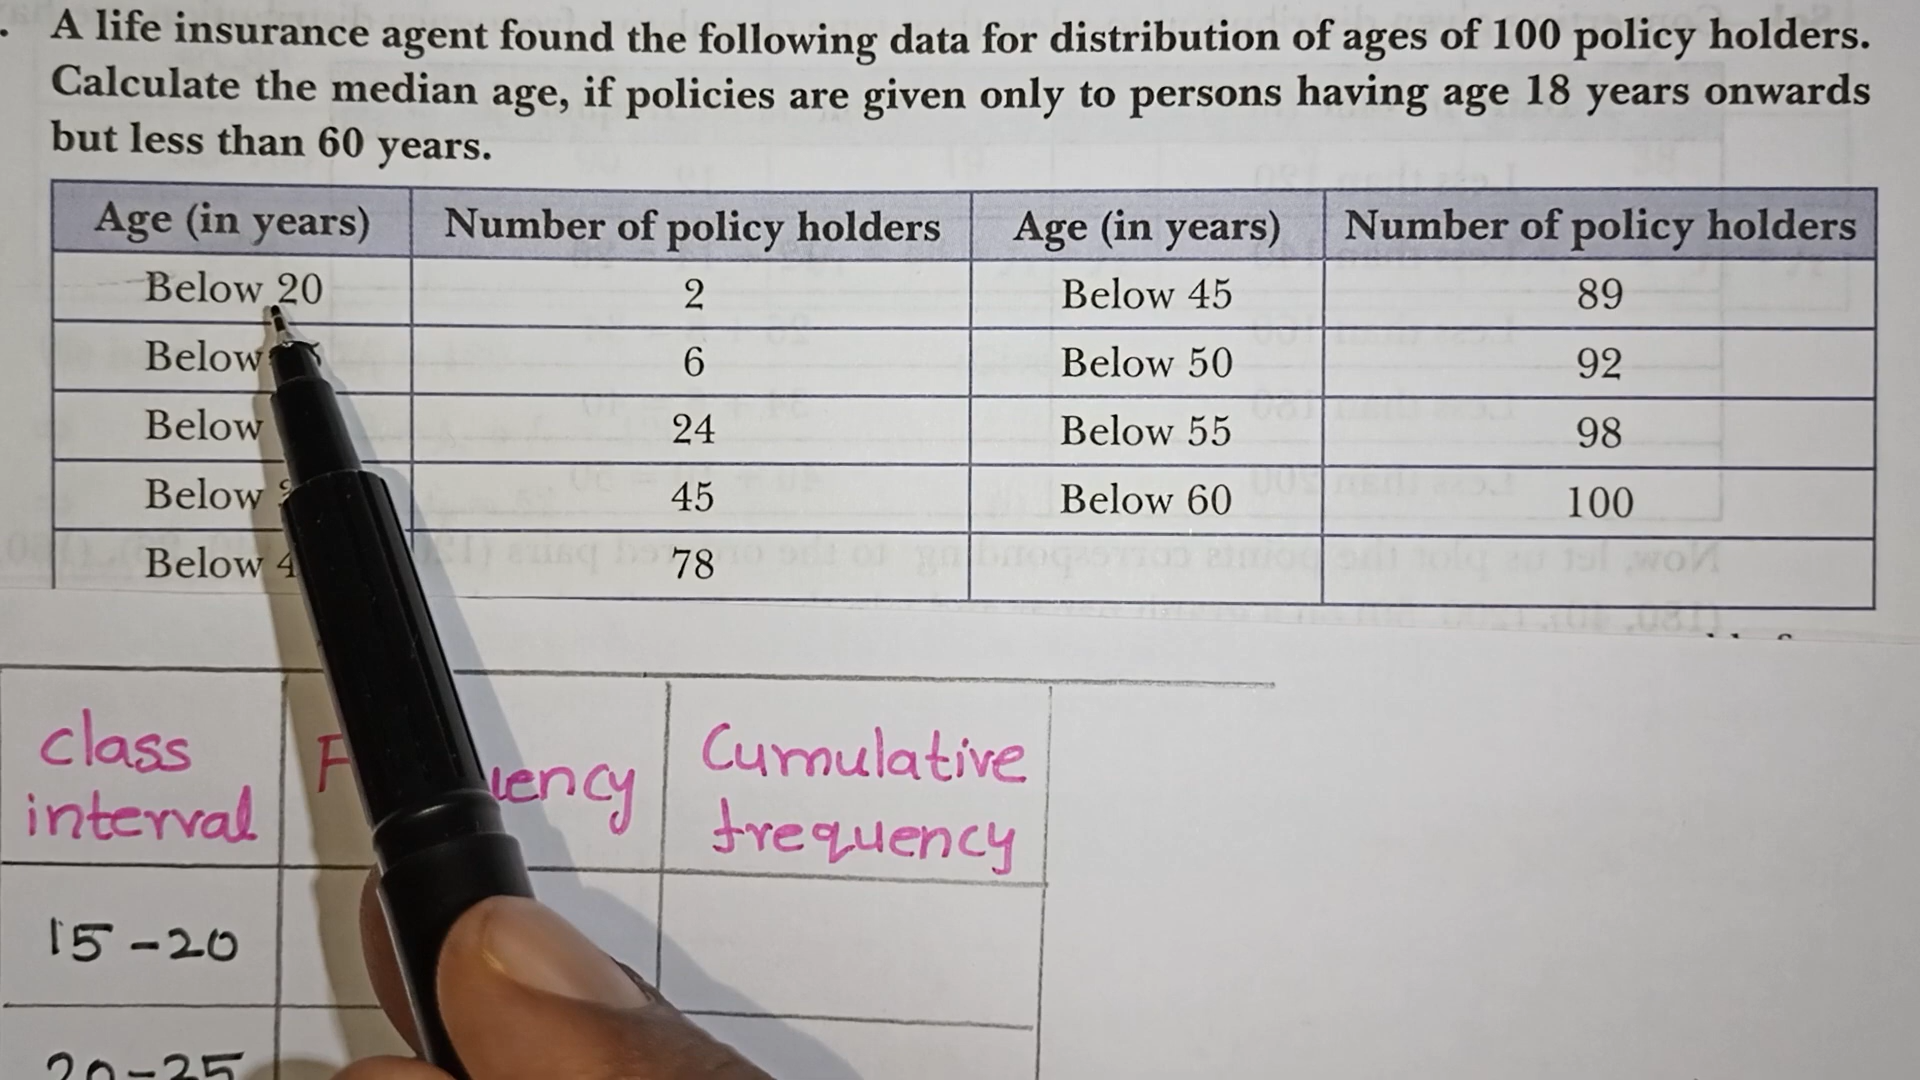 A life insurance agent found the following data for distribution of ages of 100 policy holders.
Calculate the median age, if policies are given only to persons having age 18 years onwards
but less than 60 years.
Age (in years) Number of policy holders Age (in years) Number of policy holders
Below 20 2 Below 45 89
Below 6 Below 50 92
Below 24 Below 55 98
Below 45 Below 60 100
Below 4 78
class interval
Cumulative frequency
15-20
20-25